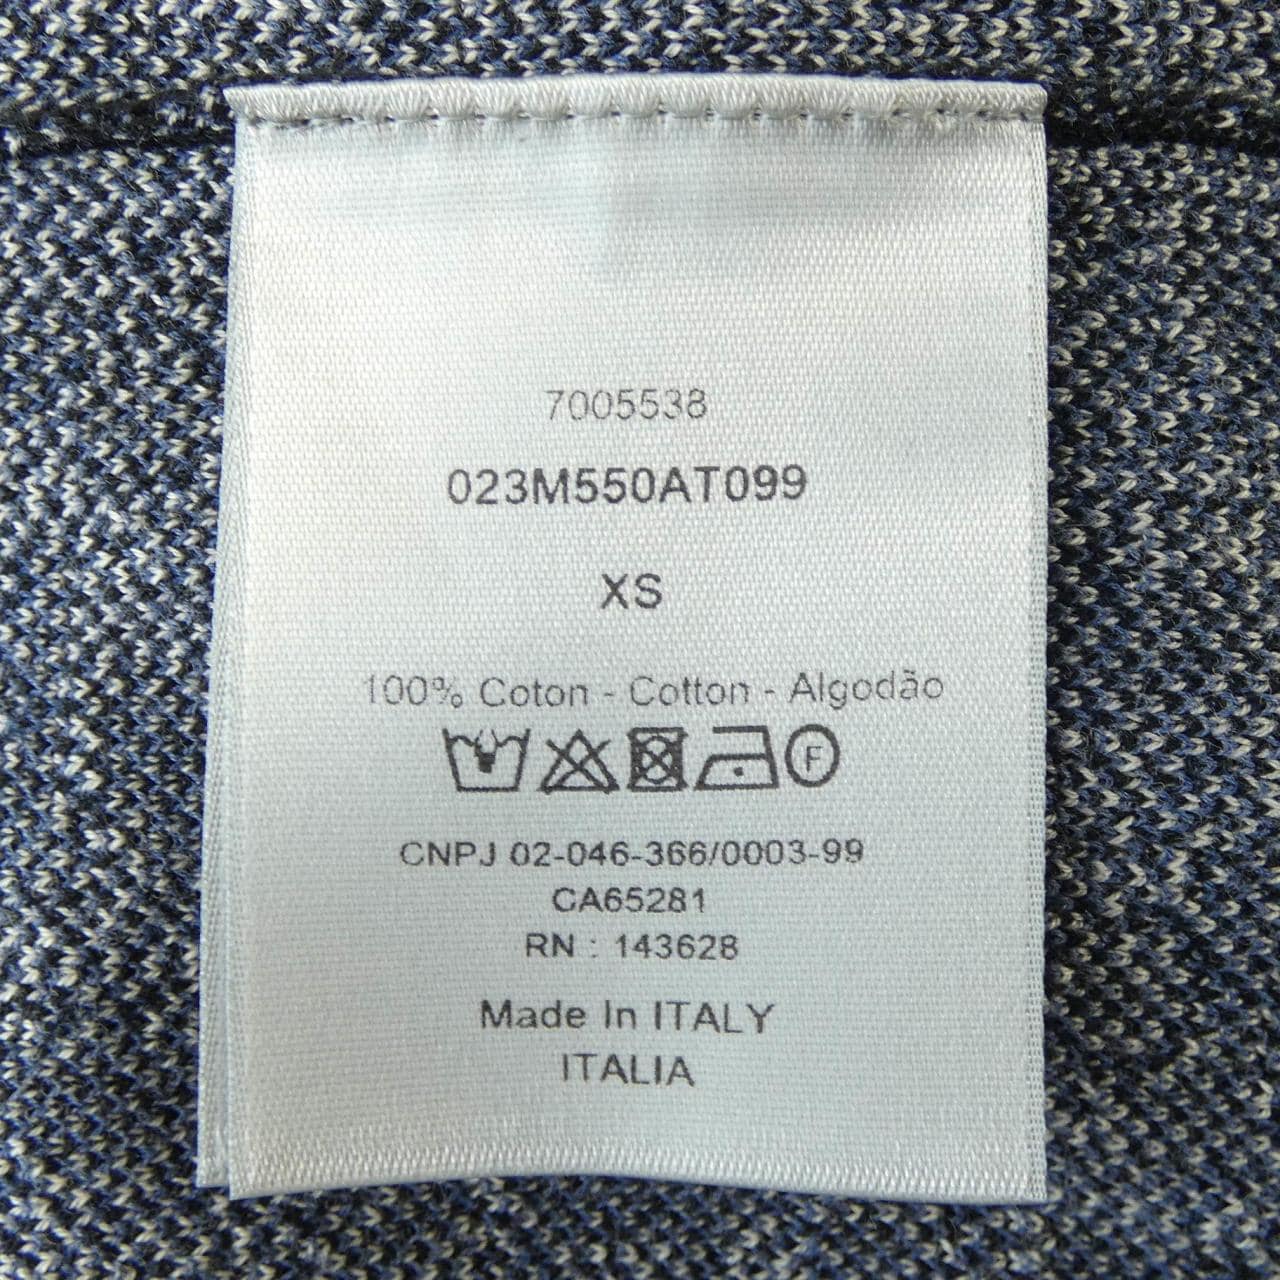 7005538
023M550AT099
XS
100% Coton - Cotton - Algodão
F
CNPJ 02-046-366/0003-99
CA65281
RN : 143628
Made In ITALY
ITALIA